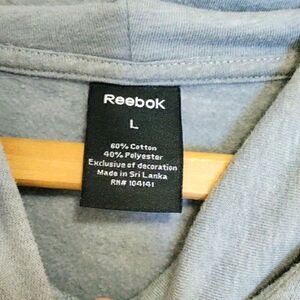 Reebok
L
60% Cotton
40% Polyester
Exclusive of decoration
Made in Sri Lanka
RN# 104141